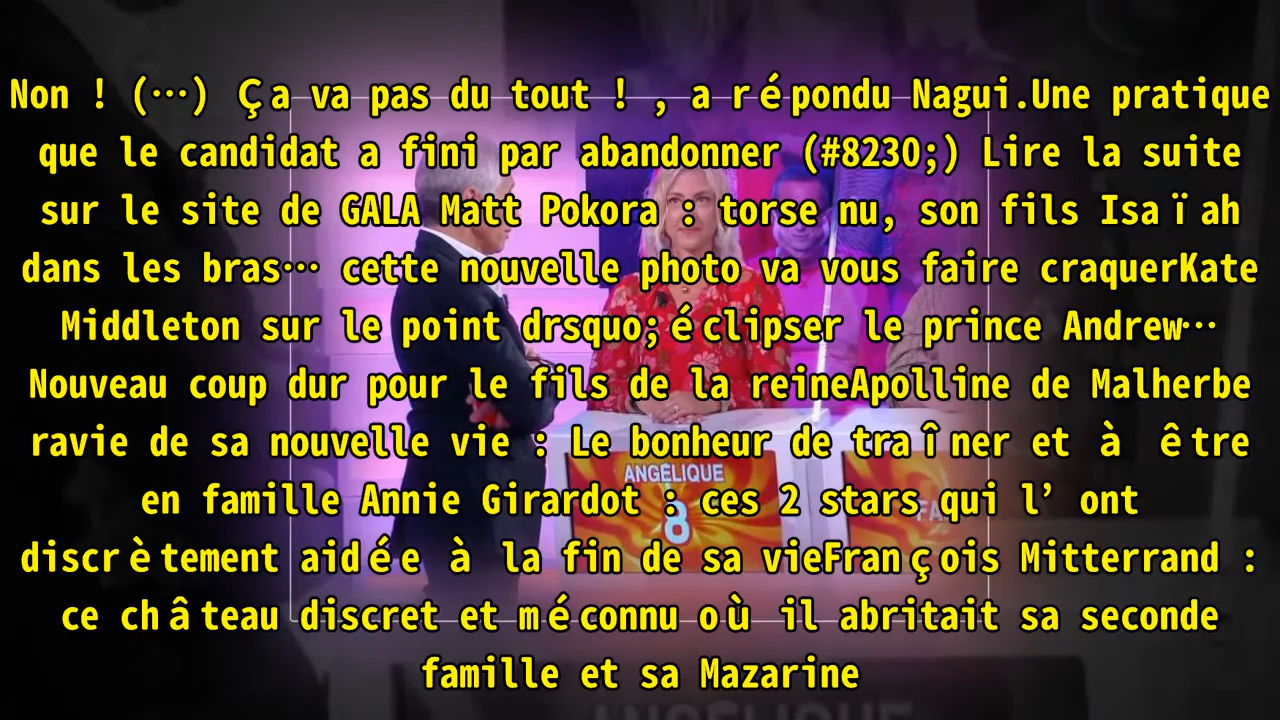 Non ! (…) Ça va pas du tout ! , a répondu Nagui.Une pratique
que le candidat a fini par abandonner (#8230;) Lire la suite
sur le site de GALA Matt Pokora : torse nu, son fils Isaïah
dans les bras… cette nouvelle photo va vous faire craquerKate
Middleton sur le point drsquo;éclipser le prince Andrew…
Nouveau coup dur pour le fils de la reineApolline de Malherbe
ravie de sa nouvelle vie : Le bonheur de traîner et à être
en famille Annie Girardot : ces 2 stars qui l’ont
discrètement aidée à la fin de sa vieFrançois Mitterrand :
ce château discret et méconnu où il abritait sa seconde
famille et sa Mazarine
ANGÉLIQUE
8
FA
ANGÉLIQUE